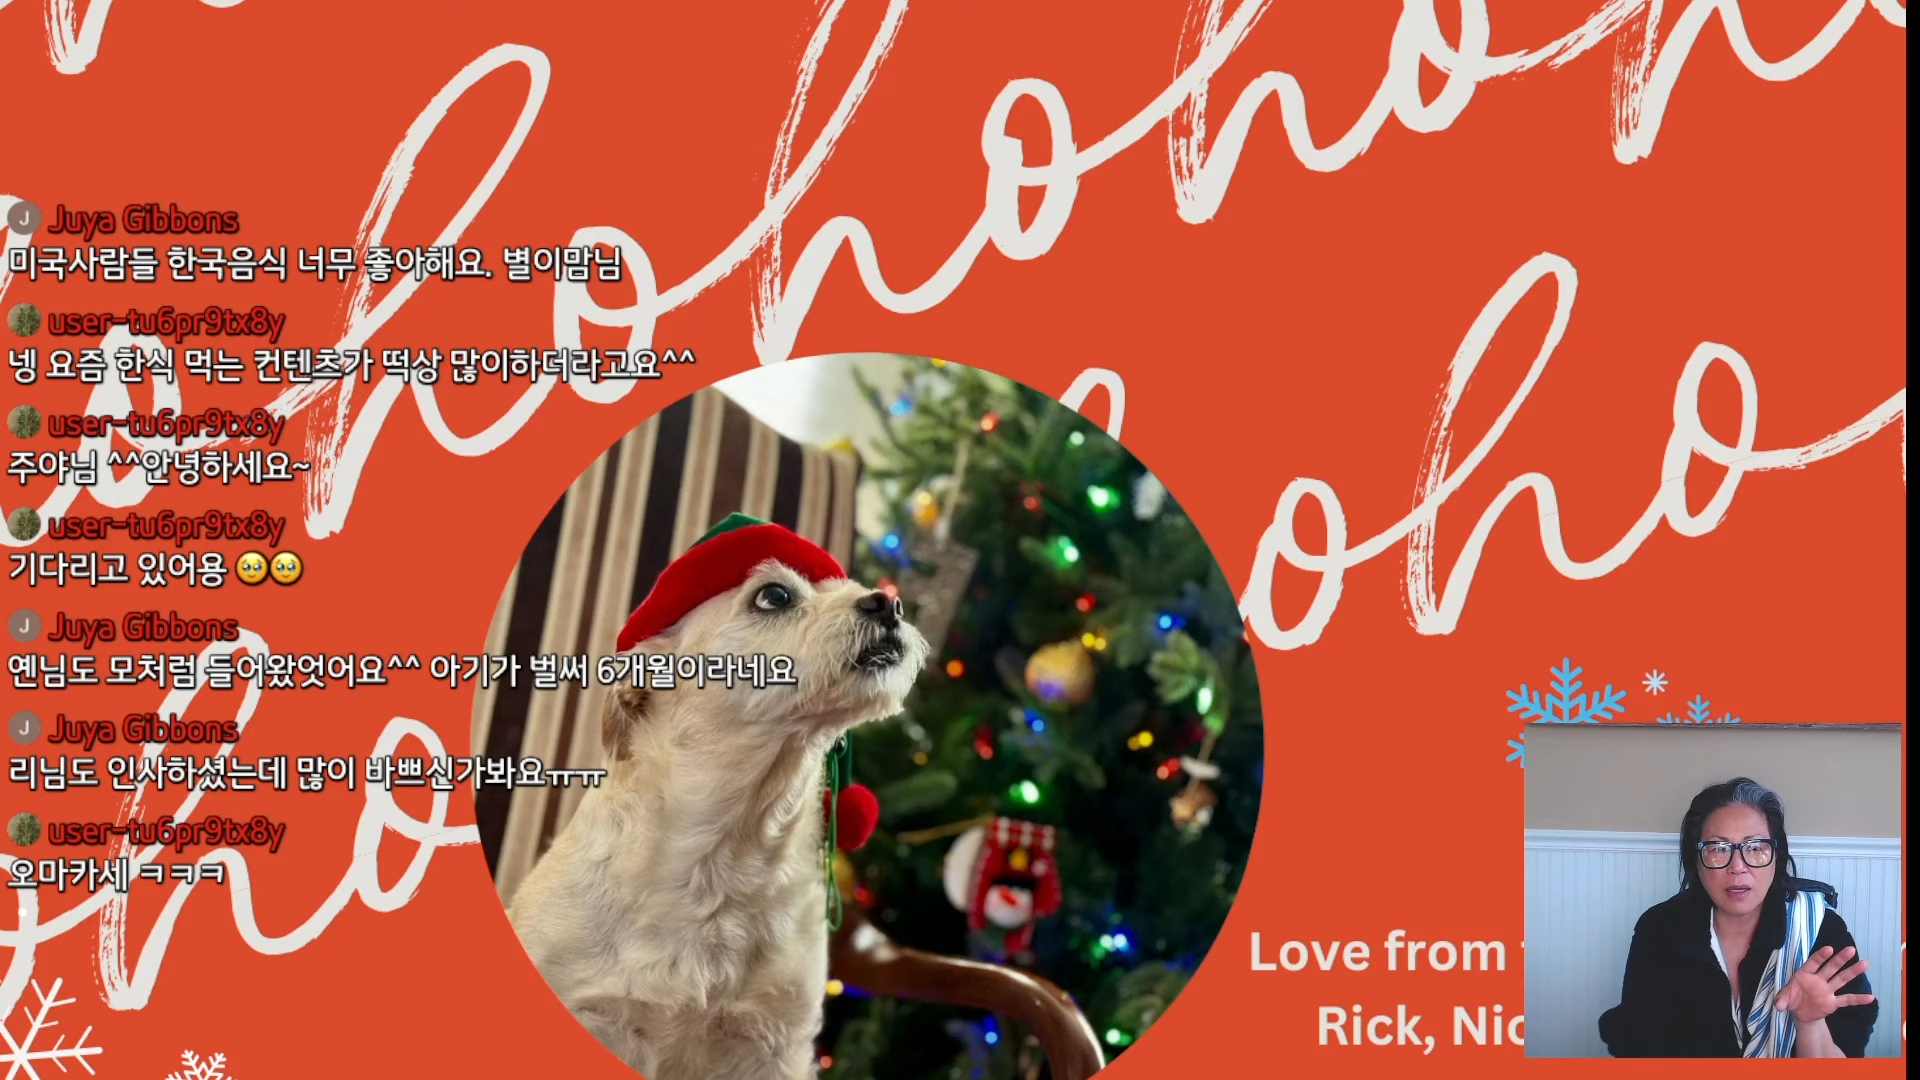 hohohoho
Juya Gibbons
미국사람들 한국음식 너무 좋아해요. 별이맘님
user-tu6pr9tx8y
넹 요즘 한식 먹는 컨텐츠가 떡상 많이하더라고요^^
user-tu6pr9tx8y
주야님 ^^안녕하세요~
user-tu6pr9tx8y
기다리고 있어용 🥹🥹
Juya Gibbons
옌님도 모처럼 들어왔엇어요^^ 아기가 벌써 6개월이라네요
Juya Gibbons
리님도 인사하셨는데 많이 바쁘신가봐요ㅠㅠ
user-tu6pr9tx8y
오마카세 ㅋㅋㅋ
ohoho
ho
Love from
Rick, Nic